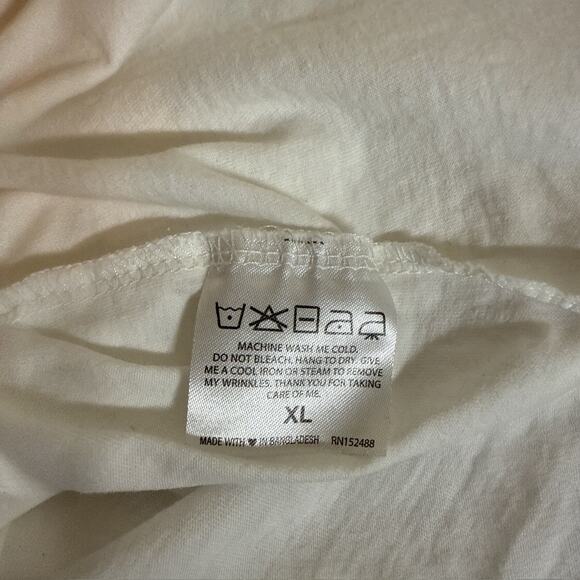 MACHINE WASH ME COLD.
DO NOT BLEACH. HANG TO DRY. GIVE
ME A COOL IRON OR STEAM TO REMOVE
MY WRINKLES. THANK YOU FOR TAKING
CARE OF ME.
XL
MADE WITH ♥ IN BANGLADESH RN152488